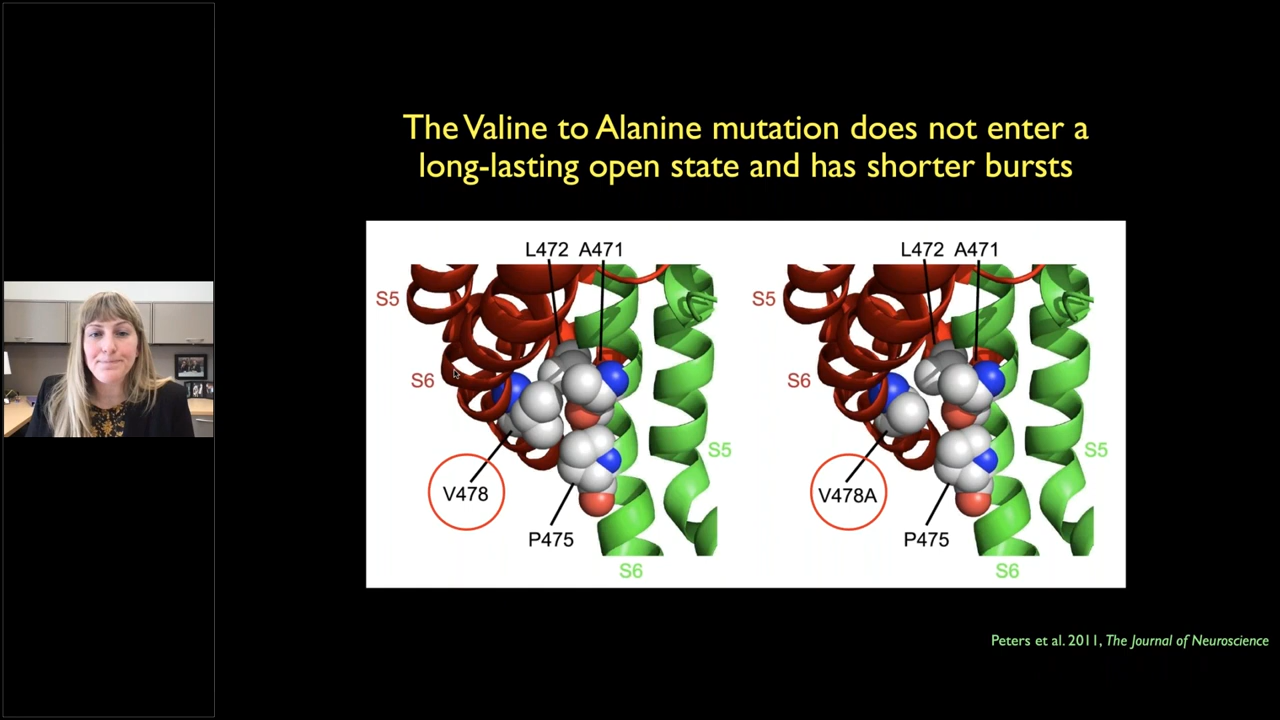 The Valine to Alanine mutation does not enter a
long-lasting open state and has shorter bursts
L472 A471
S5
S6
V478
P475
S5
S6
L472 A471
S5
S6
V478A
P475
S5
S6
Peters et al. 2011, The Journal of Neuroscience